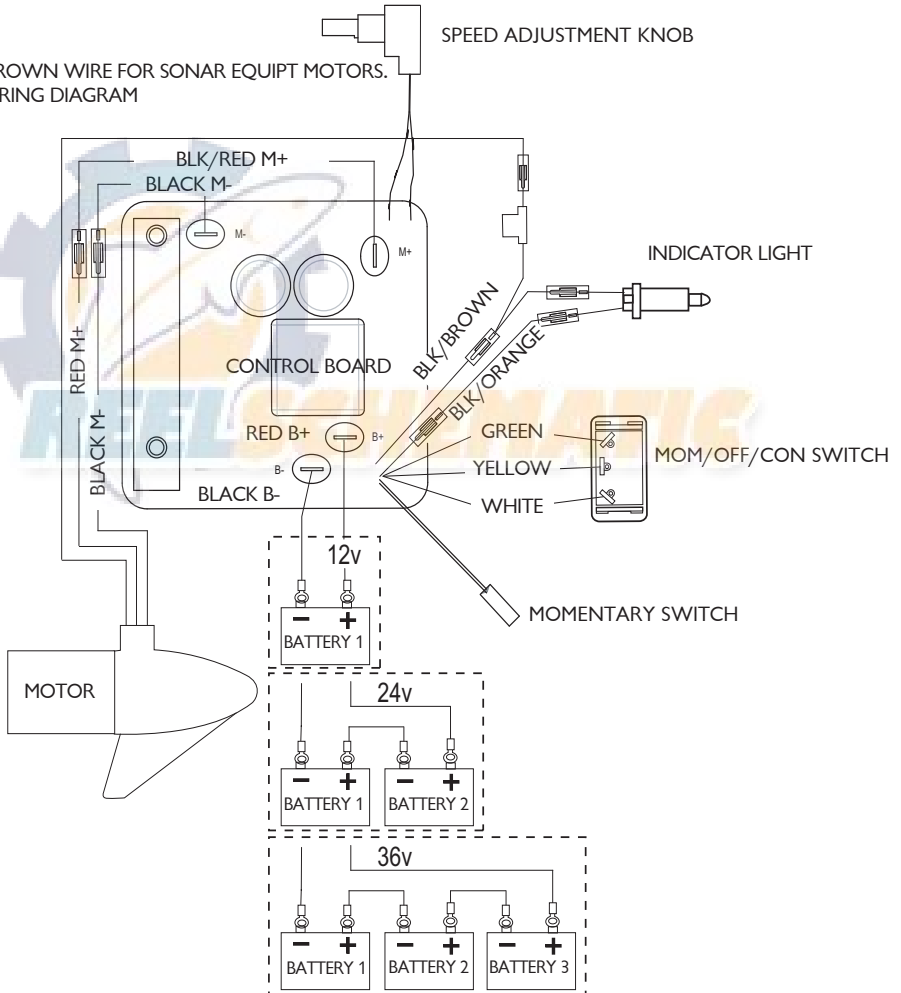 SPEED ADJUSTMENT KNOB
ROWN WIRE FOR SONAR EQUIPT MOTORS.
RING DIAGRAM
BLK/RED M+
BLACK M-
M-
M+
INDICATOR LIGHT
RED M+
BLACK M-
CONTROL BOARD
BLK/BROWN
BLK/ORANGE
REELSCHEMATIC
RED B+
B+
B-
BLACK B-
GREEN
YELLOW
WHITE
MOM/OFF/CON SWITCH
MOMENTARY SWITCH
MOTOR
12v
- +
BATTERY 1
24v
- + - +
BATTERY 1 BATTERY 2
36v
- + - + - +
BATTERY 1 BATTERY 2 BATTERY 3